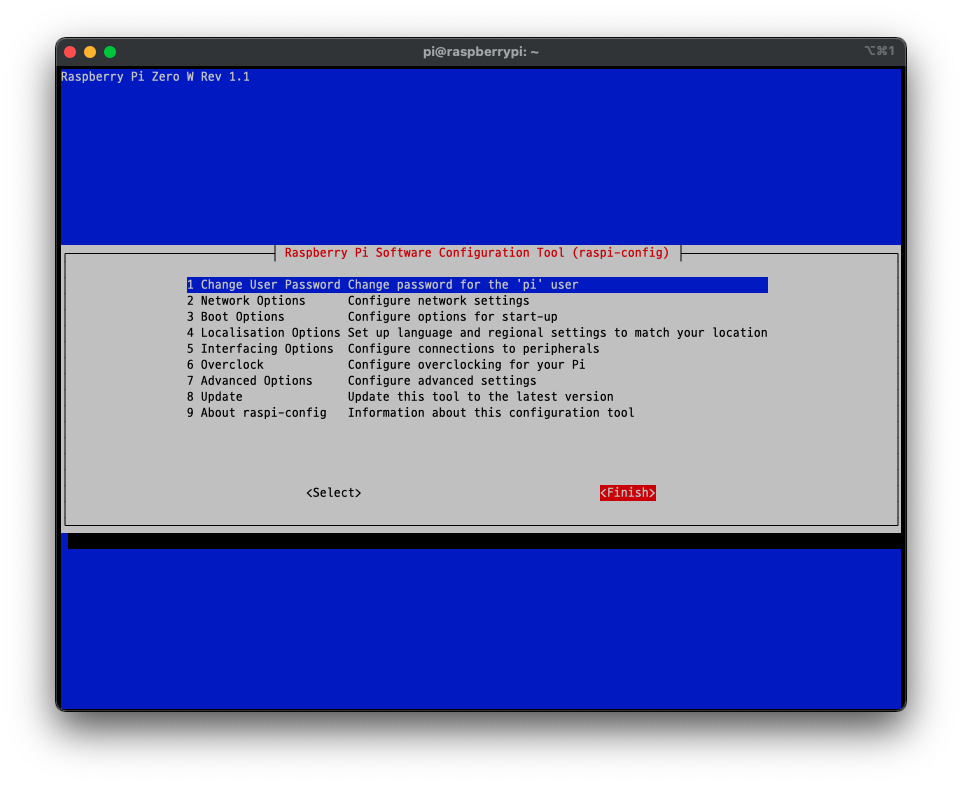 pi@raspberrypi: ~
⌥⌘1
Raspberry Pi Zero W Rev 1.1
Raspberry Pi Software Configuration Tool (raspi-config)
1 Change User Password Change password for the 'pi' user
2 Network Options Configure network settings
3 Boot Options Configure options for start-up
4 Localisation Options Set up language and regional settings to match your location
5 Interfacing Options Configure connections to peripherals
6 Overclock Configure overclocking for your Pi
7 Advanced Options Configure advanced settings
8 Update Update this tool to the latest version
9 About raspi-config Information about this configuration tool
<Select> <Finish>